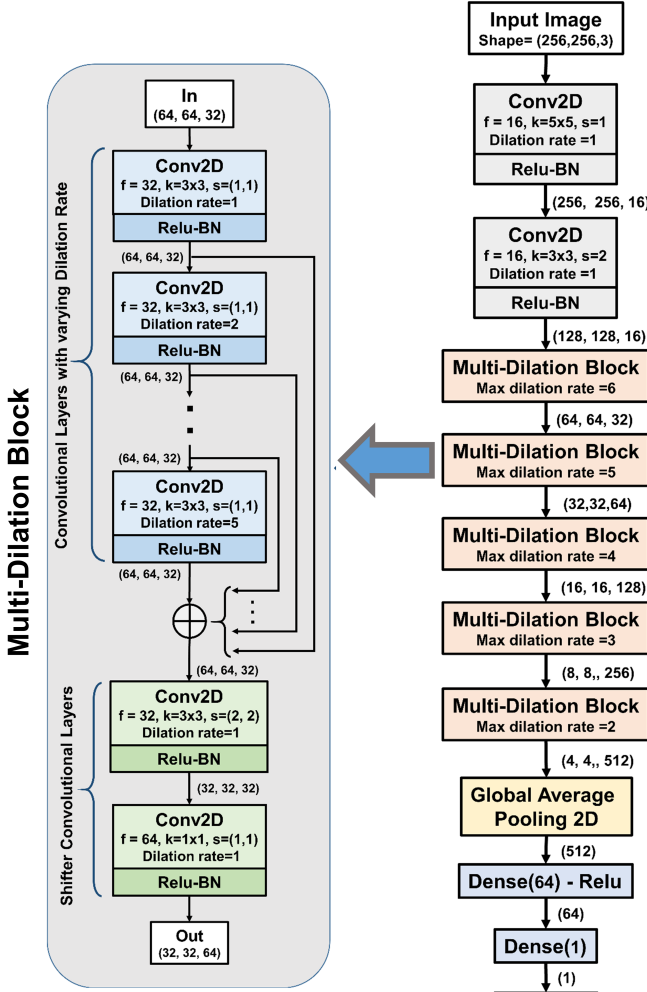 Multi-Dilation Block
Convolutional Layers with varying Dilation Rate
Shifter Convolutional Layers
In
(64, 64, 32)
Conv2D
f = 32, k=3x3, s=(1,1)
Dilation rate=1
Relu-BN
(64, 64, 32)
Conv2D
f = 32, k=3x3, s=(1,1)
Dilation rate=2
Relu-BN
(64, 64, 32)
(64, 64, 32)
Conv2D
f = 32, k=3x3, s=(1,1)
Dilation rate=5
Relu-BN
(64, 64, 32)
(64, 64, 32)
Conv2D
f = 32, k=3x3, s=(2, 2)
Dilation rate=1
Relu-BN
(32, 32, 32)
Conv2D
f = 64, k=1x1, s=(1,1)
Dilation rate=1
Relu-BN
Out
(32, 32, 64)
Input Image
Shape= (256,256,3)
Conv2D
f = 16, k=5x5, s=1
Dilation rate =1
Relu-BN
(256, 256, 16)
Conv2D
f = 16, k=3x3, s=2
Dilation rate =1
Relu-BN
(128, 128, 16)
Multi-Dilation Block
Max dilation rate =6
(64, 64, 32)
Multi-Dilation Block
Max dilation rate =5
(32,32,64)
Multi-Dilation Block
Max dilation rate =4
(16, 16, 128)
Multi-Dilation Block
Max dilation rate =3
(8, 8,, 256)
Multi-Dilation Block
Max dilation rate =2
(4, 4,, 512)
Global Average
Pooling 2D
(512)
Dense(64) - Relu
(64)
Dense(1)
(1)